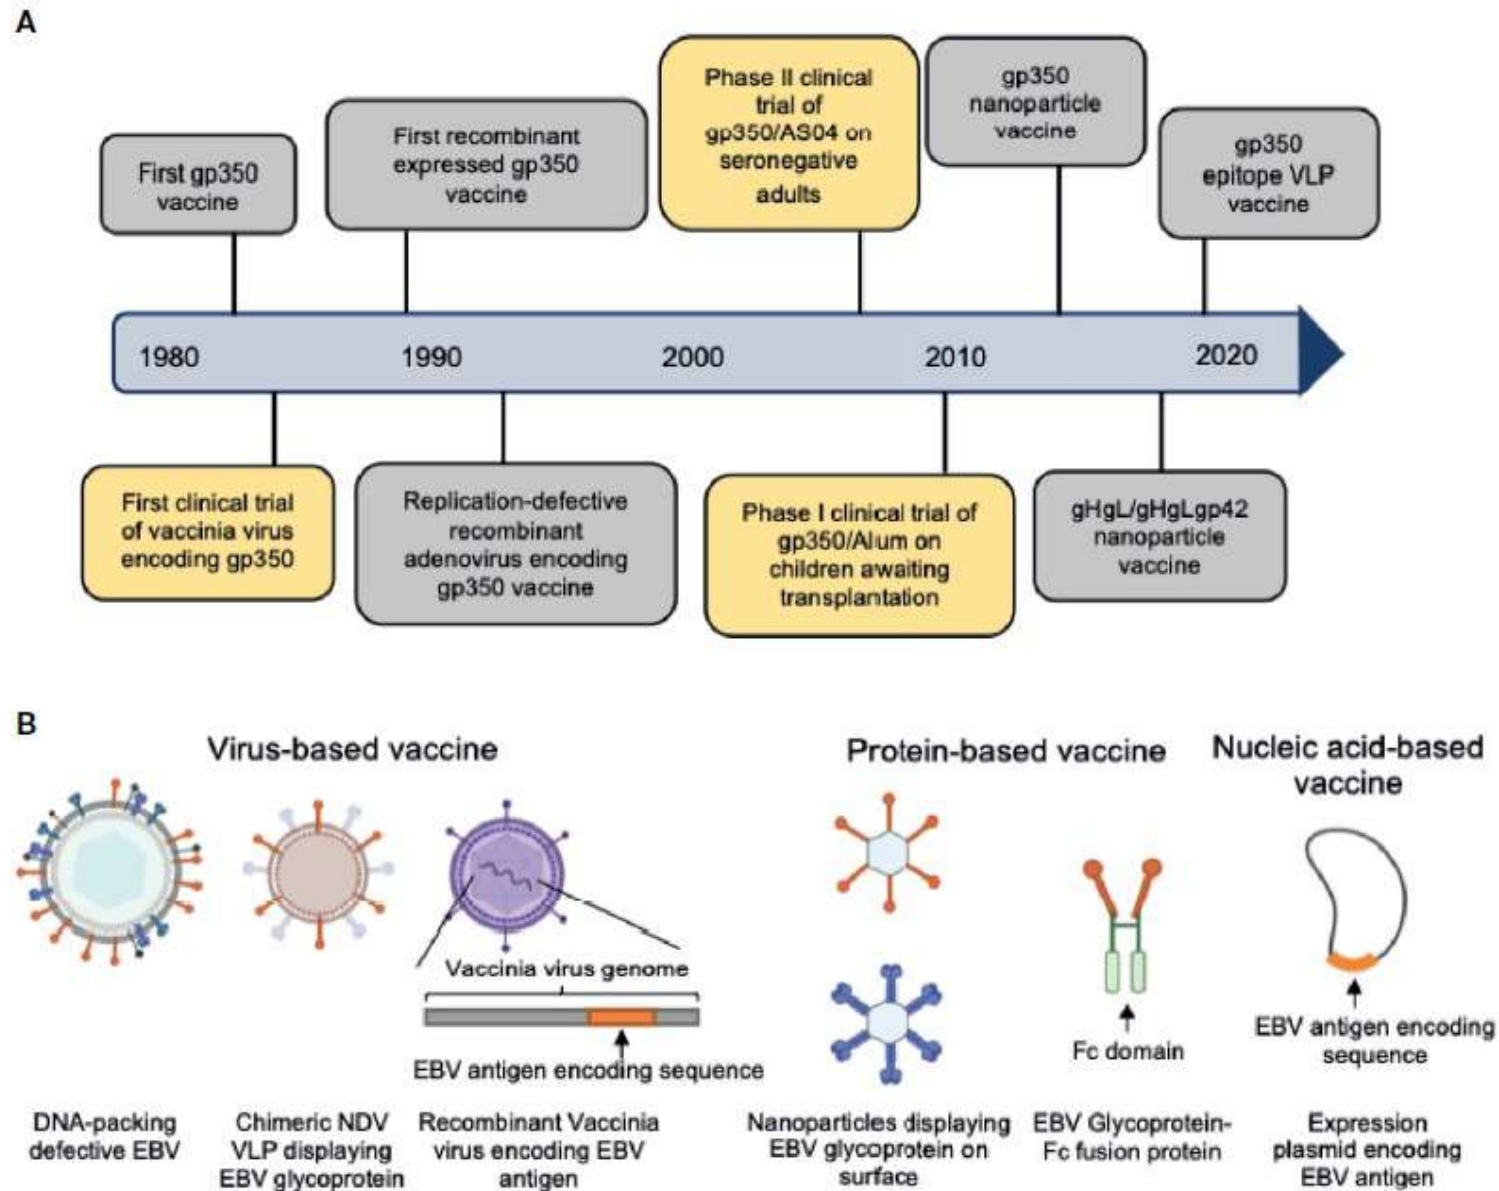 A
First gp350
vaccine
First recombinant
expressed gp350
vaccine
Phase II clinical
trial of
gp350/AS04 on
seronegative
adults
gp350
nanoparticle
vaccine
gp350
epitope VLP
vaccine
1980
1990
2000
2010
2020
First clinical trial
of vaccinia virus
encoding gp350
Replication-defective
recombinant
adenovirus encoding
gp350 vaccine
Phase I clinical trial of
gp350/Alum on
children awaiting
transplantation
gHgL/gHgLgp42
nanoparticle
vaccine
B
Virus-based vaccine
Protein-based vaccine
Nucleic acid-based
vaccine
Vaccinia virus genome
EBV antigen encoding sequence
Fc domain
EBV antigen encoding
sequence
DNA-packing
defective EBV
Chimeric NDV
VLP displaying
EBV glycoprotein
Recombinant Vaccinia
virus encoding EBV
antigen
Nanoparticles displaying
EBV glycoprotein on
surface
EBV Glycoprotein-
Fc fusion protein
Expression
plasmid encoding
EBV antigen